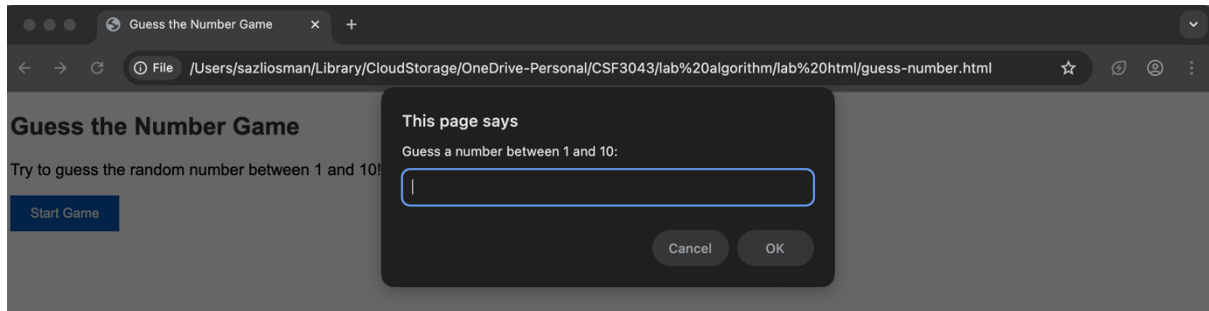 Guess the Number Game
File /Users/sazliosman/Library/CloudStorage/OneDrive-Personal/CSF3043/lab%20algorithm/lab%20html/guess-number.html
Guess the Number Game
Try to guess the random number between 1 and 10!
Start Game
This page says
Guess a number between 1 and 10:
Cancel
OK